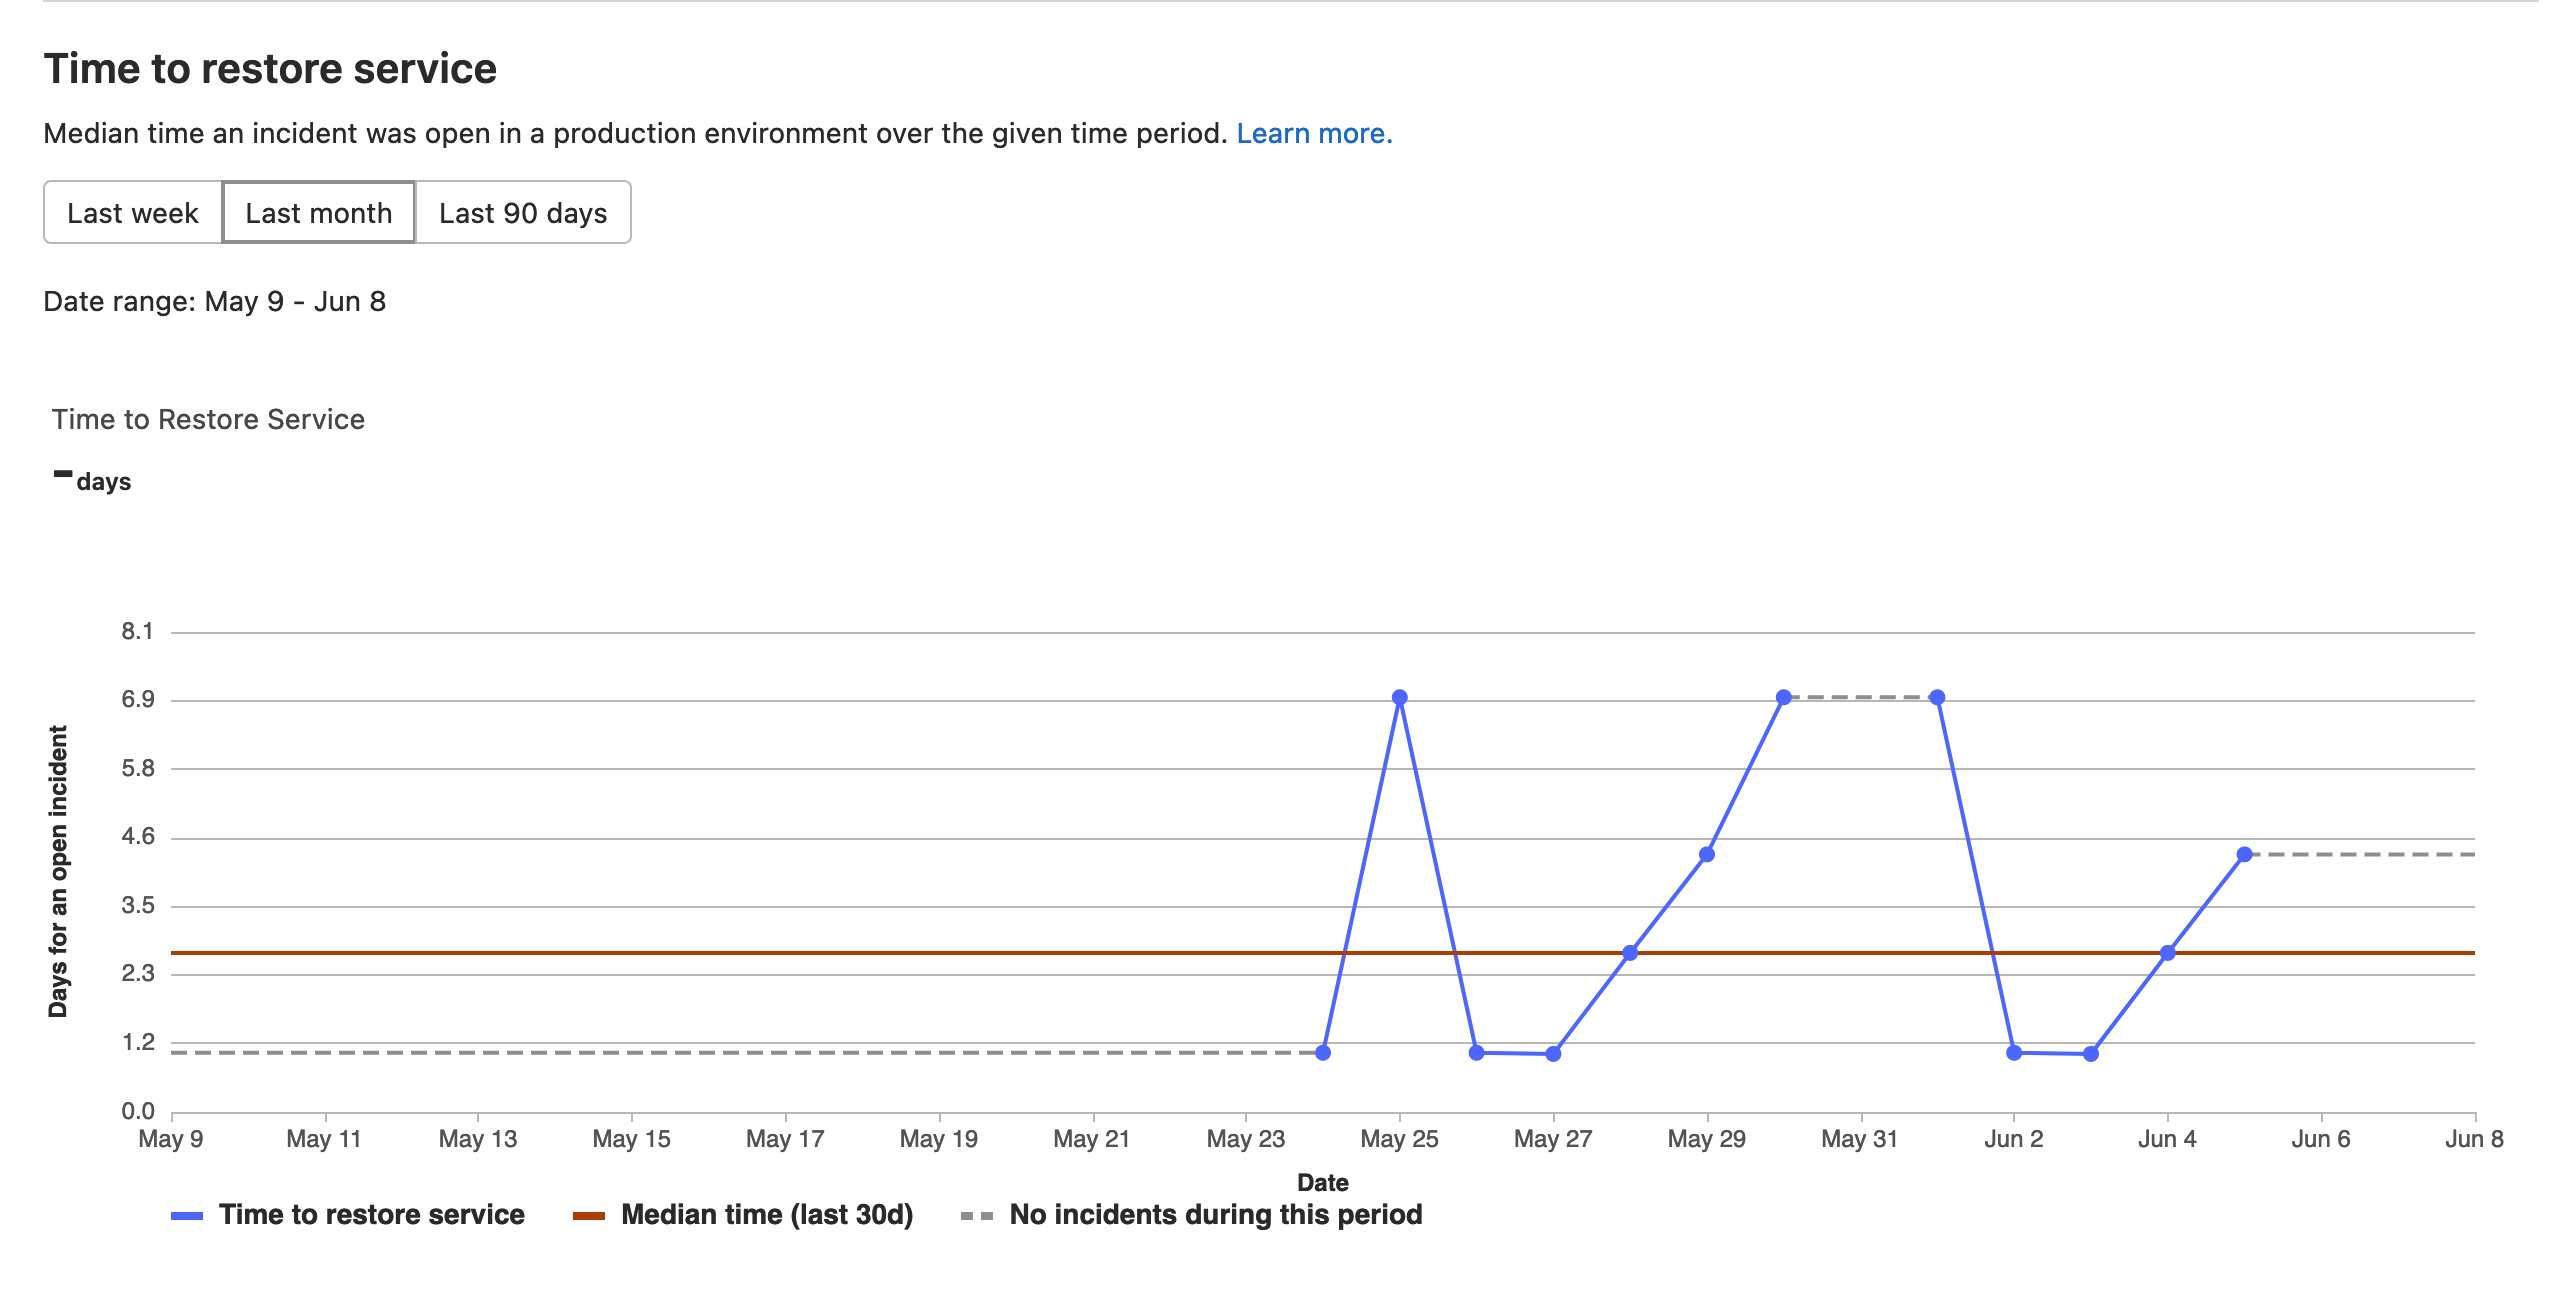 Time to restore service
Median time an incident was open in a production environment over the given time period. Learn more.
Last week Last month Last 90 days
Date range: May 9 - Jun 8
Time to Restore Service
-days
Days for an open incident
8.1
6.9
5.8
4.6
3.5
2.3
1.2
0.0
May 9 May 11 May 13 May 15 May 17 May 19 May 21 May 23 May 25 May 27 May 29 May 31 Jun 2 Jun 4 Jun 6 Jun 8
Date
Time to restore service Median time (last 30d) No incidents during this period